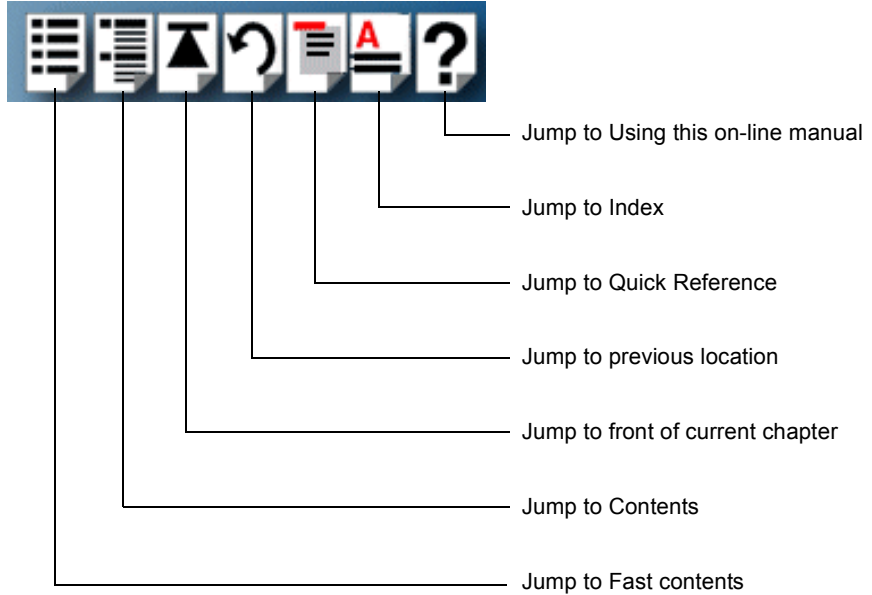 A
?
Jump to Using this on-line manual
Jump to Index
Jump to Quick Reference
Jump to previous location
Jump to front of current chapter
Jump to Contents
Jump to Fast contents